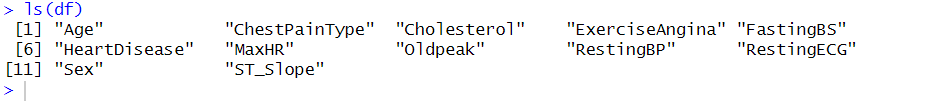 > ls(df)
[1] "Age" "ChestPainType" "Cholesterol" "ExerciseAngina" "FastingBS"
[6] "HeartDisease" "MaxHR" "Oldpeak" "RestingBP" "RestingECG"
[11] "Sex" "ST_Slope"
>